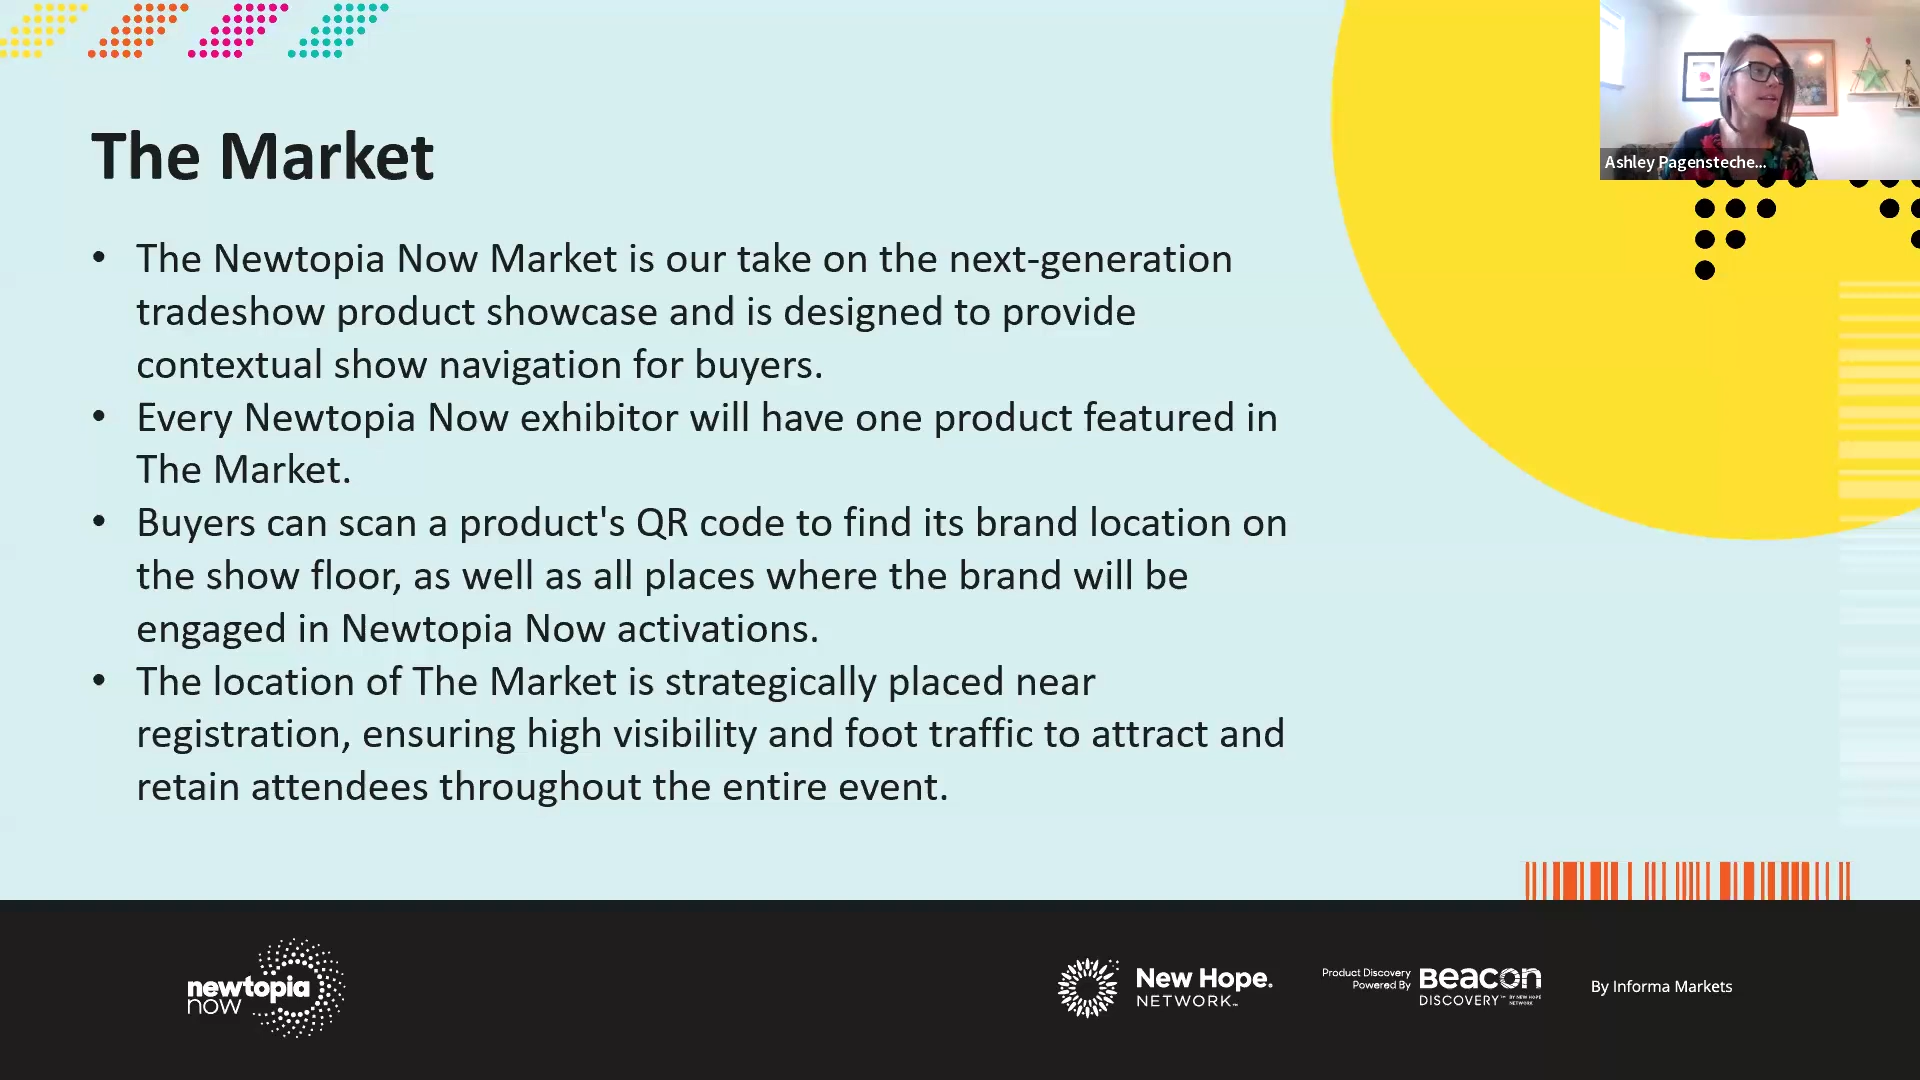 Ashley Pagensteche...
The Market
• The Newtopia Now Market is our take on the next-generation
tradeshow product showcase and is designed to provide
contextual show navigation for buyers.
• Every Newtopia Now exhibitor will have one product featured in
The Market.
• Buyers can scan a product's QR code to find its brand location on
the show floor, as well as all places where the brand will be
engaged in Newtopia Now activations.
• The location of The Market is strategically placed near
registration, ensuring high visibility and foot traffic to attract and
retain attendees throughout the entire event.
newtopia
now
New Hope.
NETWORK™
Product Discovery
Powered By
Beacon
DISCOVERY™
BY NEW HOPE
NETWORK
By Informa Markets